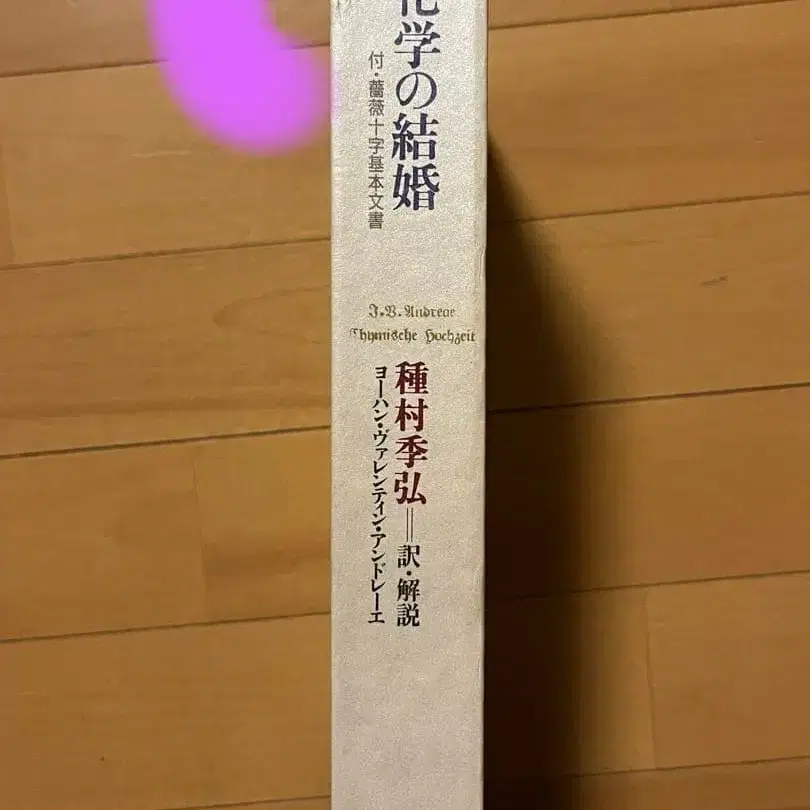 化学の結婚
付・薔薇十字基本文書
J.V. Andreae
Chymische Hochzeit
種村季弘＝訳・解説
ヨーハン・ヴァレンティン・アンドレーエ